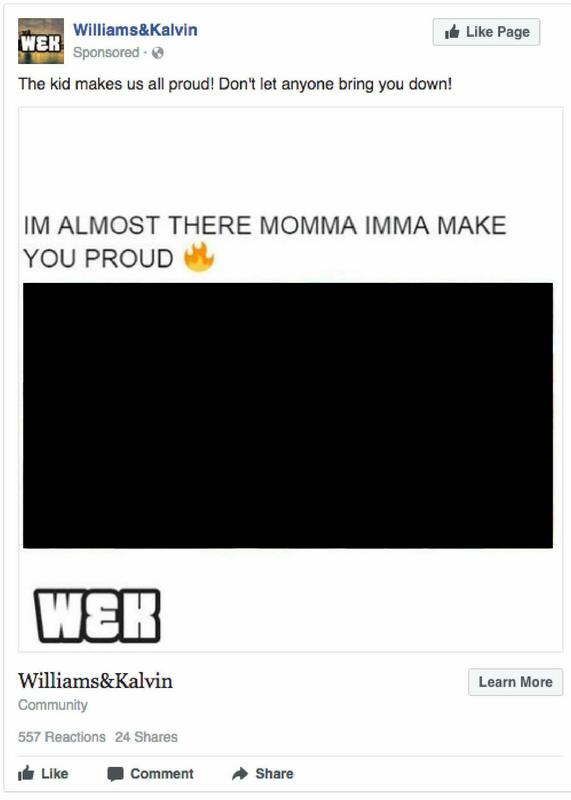 W&K
Williams&Kalvin
Like Page
Sponsored ·
The kid makes us all proud! Don't let anyone bring you down!
IM ALMOST THERE MOMMA IMMA MAKE
YOU PROUD 🔥
W&K
Williams&Kalvin
Learn More
Community
557 Reactions 24 Shares
Like Comment Share